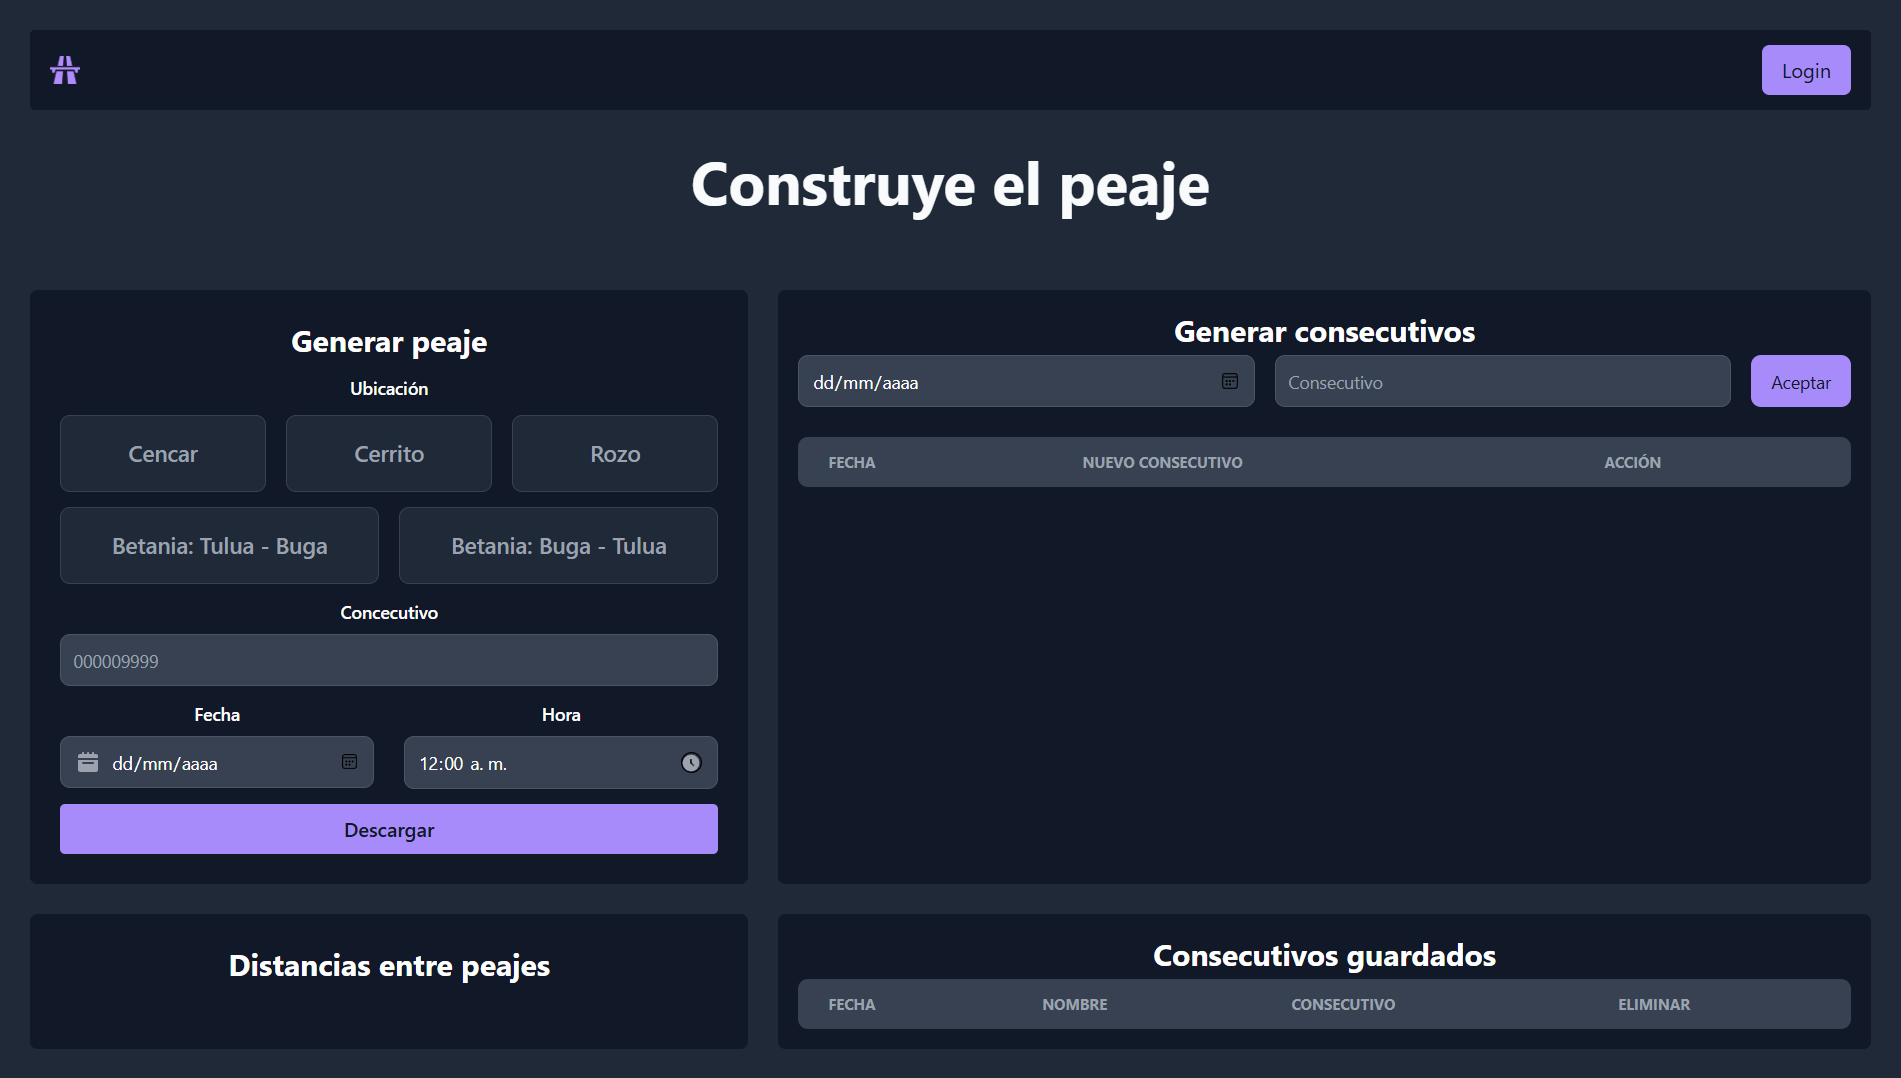 Login
Construye el peaje
Generar peaje
Ubicación
Cencar
Cerrito
Rozo
Betania: Tulua - Buga
Betania: Buga - Tulua
Concecutivo
000009999
Fecha
Hora
dd/mm/aaaa
12:00 a. m.
Descargar
Generar consecutivos
dd/mm/aaaa
Consecutivo
Aceptar
FECHA
NUEVO CONSECUTIVO
ACCIÓN
Distancias entre peajes
Consecutivos guardados
FECHA
NOMBRE
CONSECUTIVO
ELIMINAR